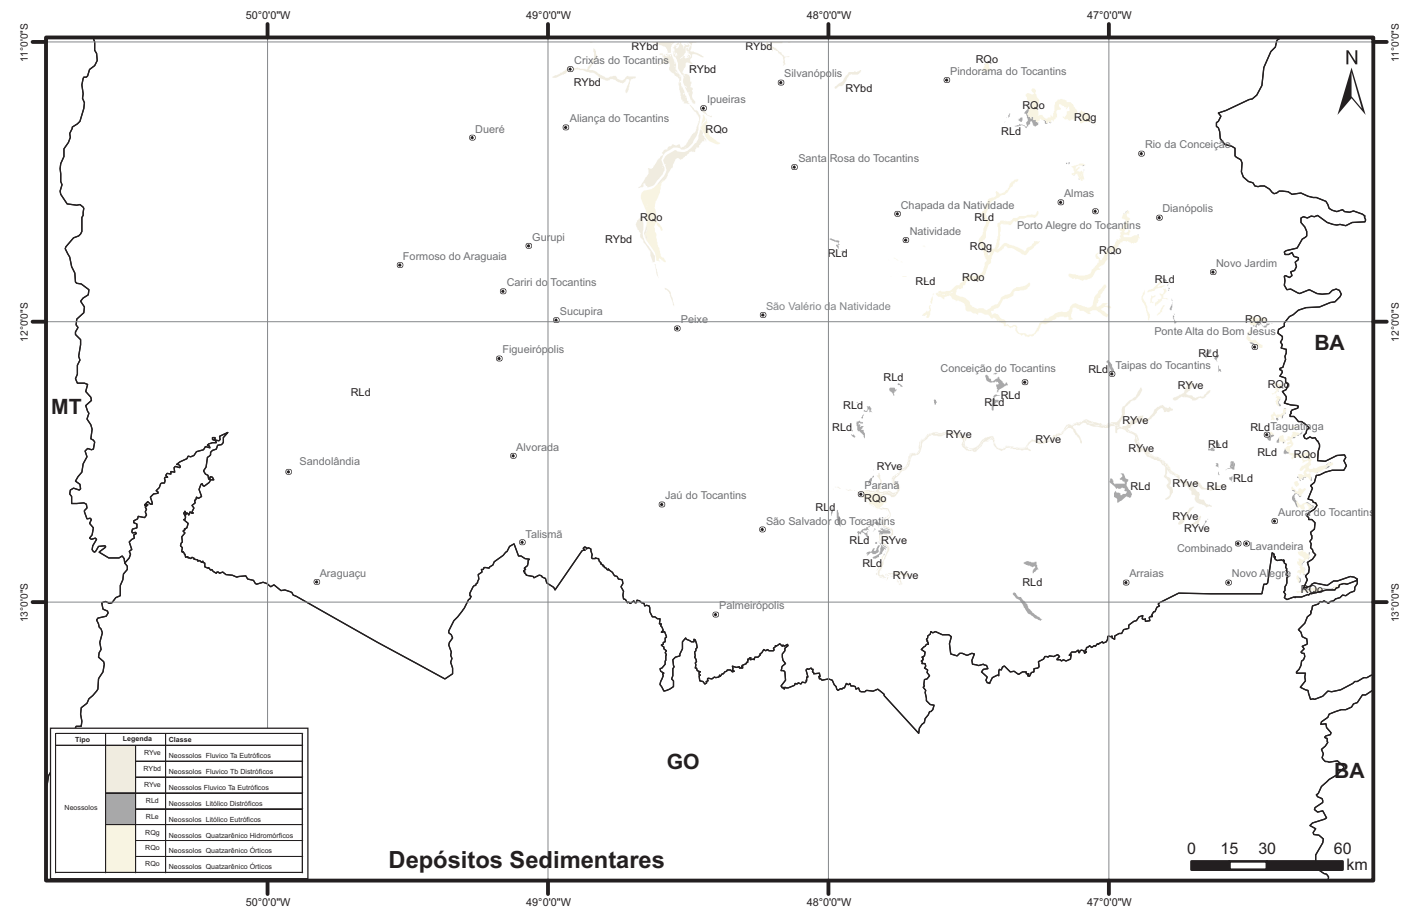 50°0'0"W 49°0'0"W 48°0'0"W 47°0'0"W
11°0'0"S 11°0'0"S
RYbd RYbd
Crixás do Tocantins RQo
RYbd Silvanópolis Pindorama do Tocantins
N
RYbd RYbd
Ipueiras RQo
Aliança do Tocantins RQg
Dueré RQo RLd
Rio da Conceição
Santa Rosa do Tocantins
Almas
Chapada da Natividade Dianópolis
RQo RLd
Porto Alegre do Tocantins
Natividade
Gurupi RYbd RQg
RLd RQo
Formoso do Araguaia Novo Jardim
Cariri do Tocantins RLd RQo RLd
São Valério da Natividade
Sucupira Peixe RQo
12°0'0"S 12°0'0"S
Ponte Alta do Bom Jesus
BA
Figueirópolis RLd
Conceição do Tocantins RLd Taipas do Tocantins
RLd RYve RQo
RLd RLd
MT RLd RLd
RYve
RLd RLd Taguatinga
RYve RYve
Alvorada RYve RLd RLd RQo
Sandolândia
RYve RLd
Paranã RLd RYve RLe
Jaú do Tocantins RQo
RLd Aurora do Tocantins
São Salvador do Tocantins RYve
RYve
Talismã RLd RYve
Combinado Lavandeira
RLd
Araguaçu RYve RLd Arraias Novo Alegre
RQo
13°0'0"S 13°0'0"S
Palmeirópolis
GO
BA
Tipo Legenda Classe
RYve Neossolos Fluvico Ta Eutróficos
RYbd Neossolos Fluvico Tb Distróficos
RYve Neossolos Fluvico Ta Eutróficos
RLd Neossolos Litólico Distróficos
Neossolos
RLe Neossolos Litólico Eutróficos
RQg Neossolos Quatzarênico Hidromórficos
RQo Neossolos Quatzarênico Órticos
RQo Neossolos Quatzarênico Órticos
Depósitos Sedimentares
0 15 30 60
km
50°0'0"W 49°0'0"W 48°0'0"W 47°0'0"W